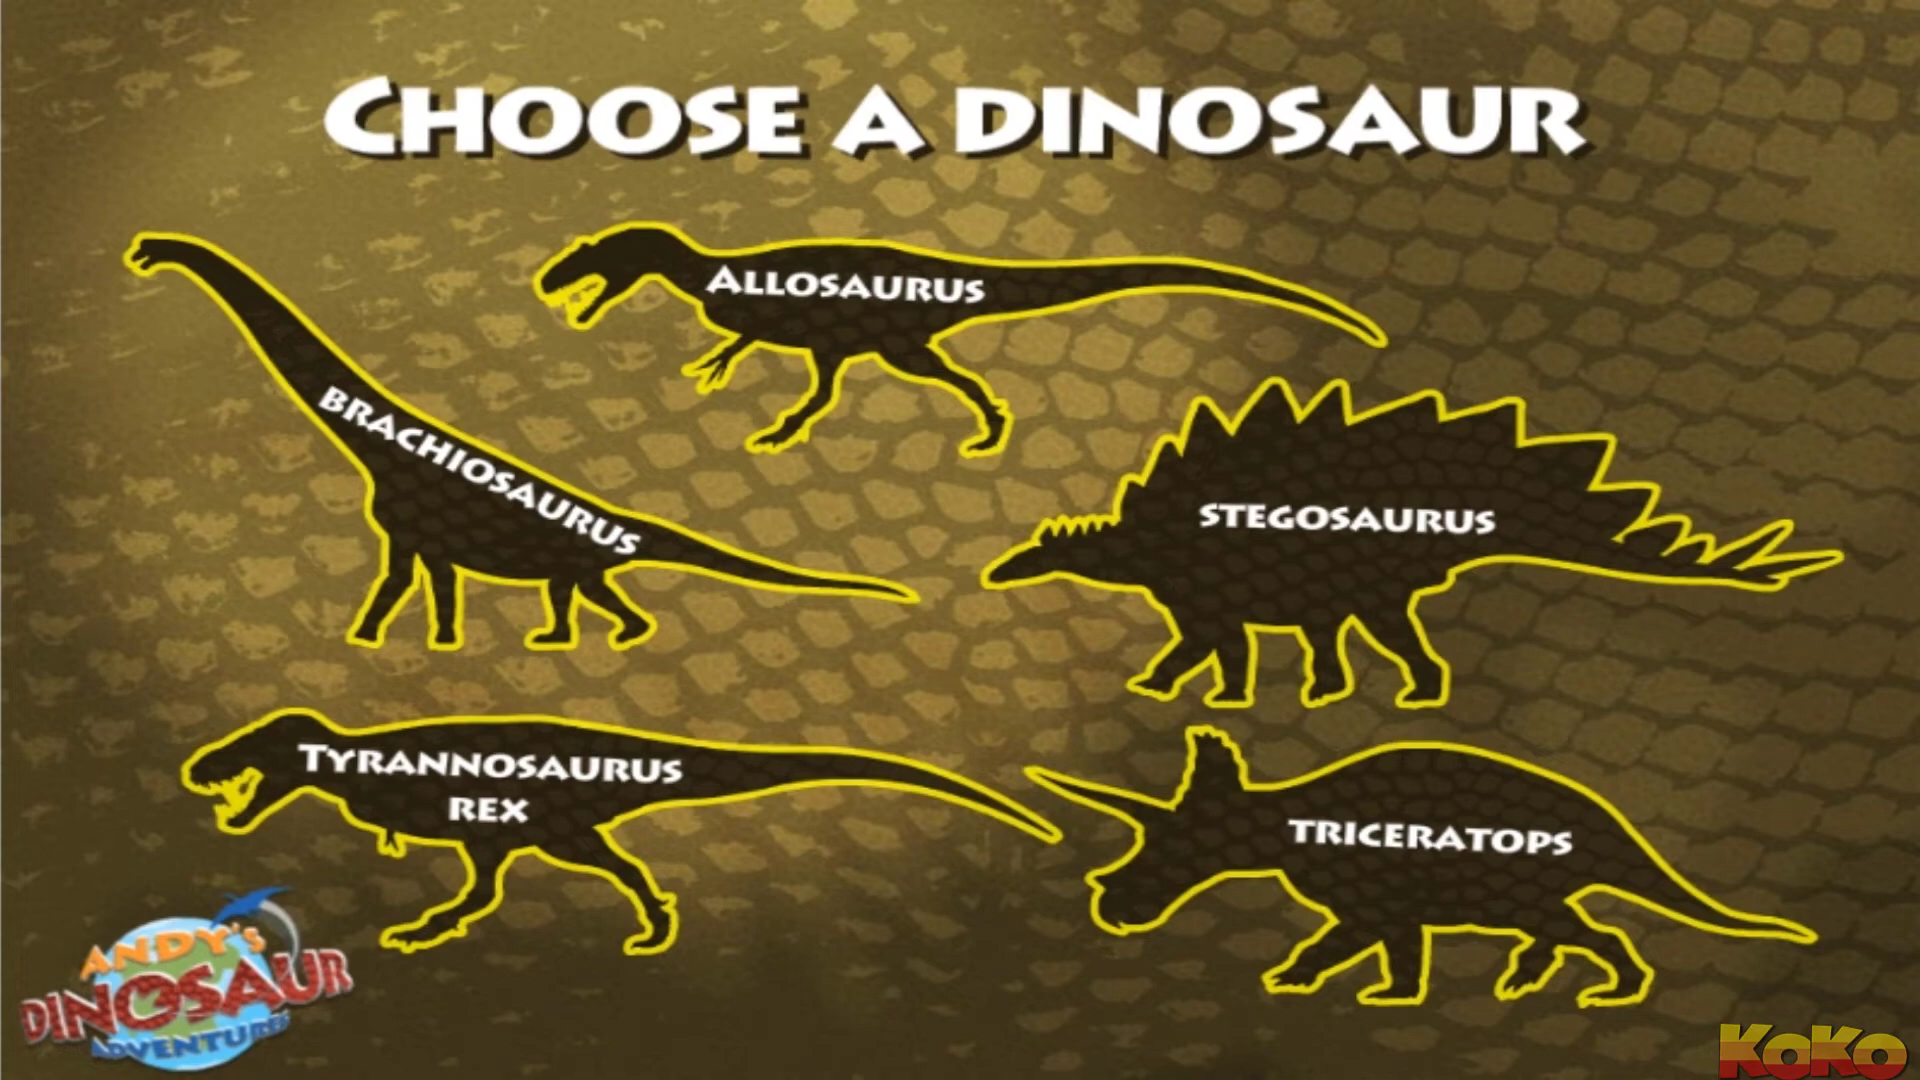 CHOOSE A DINOSAUR
ALLOSAURUS
BRACHIOSAURUS
STEGOSAURUS
TYRANNOSAURUS
REX
TRICERATOPS
ANDY'S
DINOSAUR
ADVENTURES
KoKo